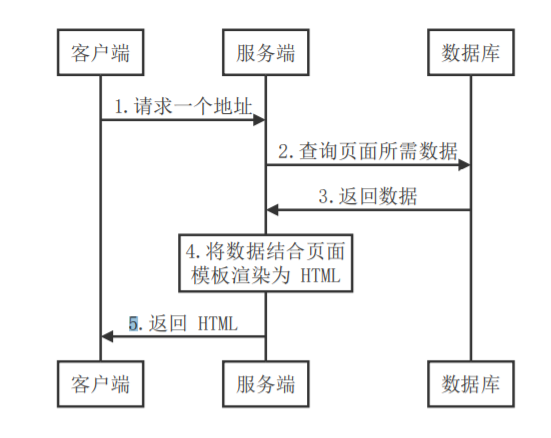 客户端
服务端
数据库
1.请求一个地址
2.查询页面所需数据
3.返回数据
4.将数据结合页面
模板渲染为 HTML
5.返回 HTML
客户端
服务端
数据库